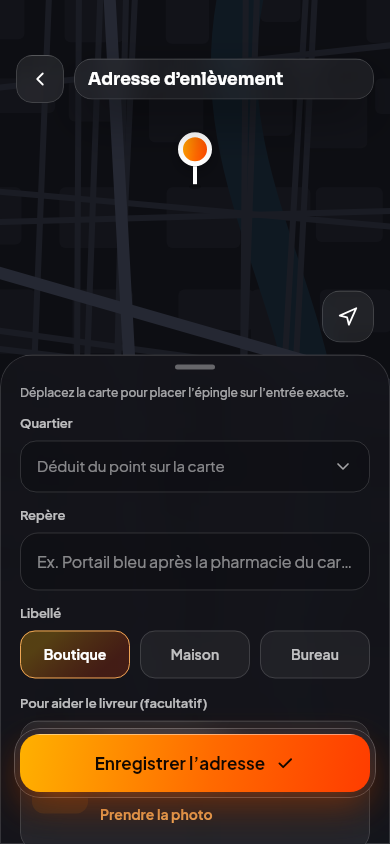 Adresse d’enlèvement
Déplacez la carte pour placer l’épingle sur l’entrée exacte.
Quartier
Déduit du point sur la carte
Repère
Ex. Portail bleu après la pharmacie du car…
Libellé
Boutique
Maison
Bureau
Pour aider le livreur (facultatif)
Enregistrer l’adresse
Prendre la photo